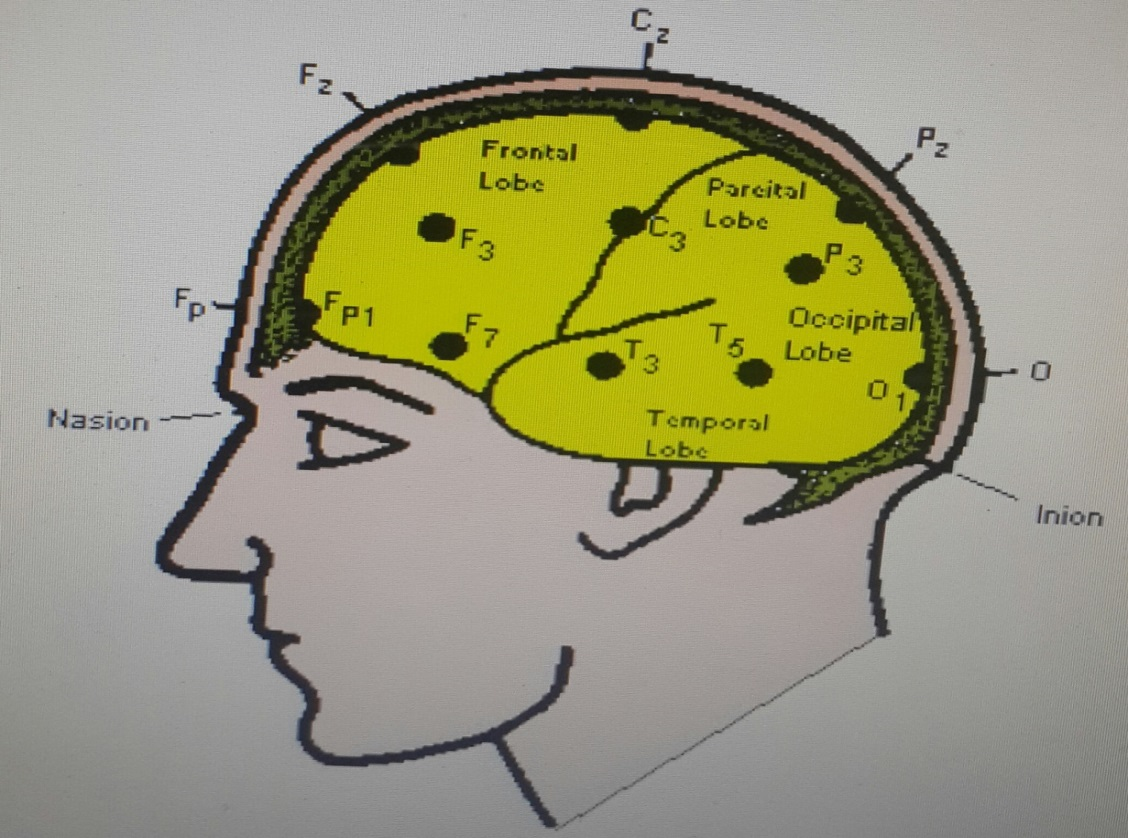 Cz
Fz
Pz
Frontal
Lobe
Parcital
Lobe
C3
F3
P3
Fp
FP1
F7
Occipital
Lobe
T3
T5
O
O1
Nasion
Temporal
Lobe
Inion